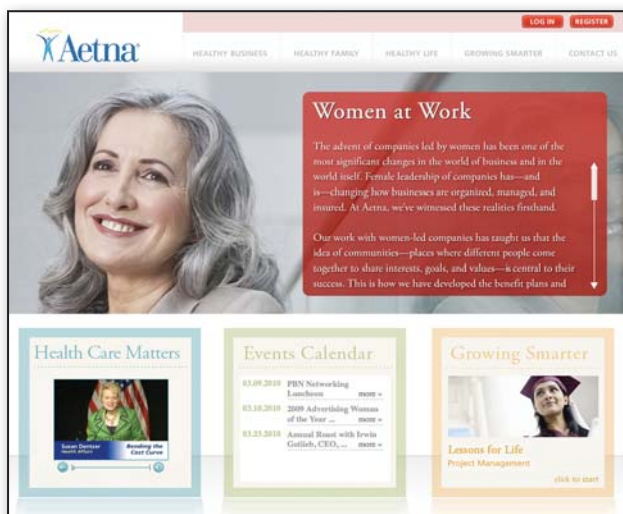 LOG IN REGISTER
Aetna®
HEALTHY BUSINESS HEALTHY FAMILY HEALTHY LIFE GROWING SMARTER CONTACT US
Women at Work
The advent of companies led by women has been one of the
most significant changes in the world of business and in the
world itself. Female leadership of companies has—and
is—changing how businesses are organized, managed, and
insured. At Aetna, we've witnessed these realities firsthand.
Our work with women-led companies has taught us that the
idea of communities—places where different people come
together to share interests, goals, and values—is central to their
success. This is how we have developed the benefit plans and
Health Care Matters
Susan Dentzer
Health Affairs
Bending the
Cost Curve
Events Calendar
03.09.2010 PBN Networking
Luncheon more »
03.18.2010 2009 Advertising Woman
of the Year ... more »
03.25.2010 Annual Roast with Irwin
Gotlieb, CEO, ... more »
Growing Smarter
Lessons for Life
Project Management
click to start